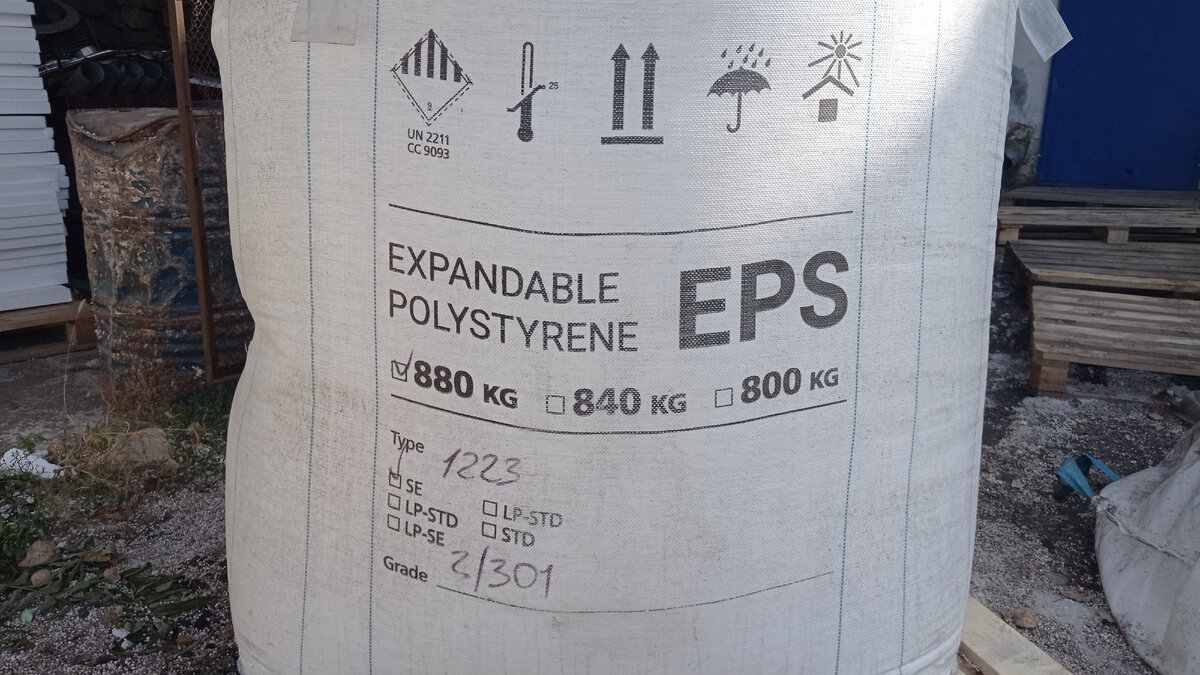 9
UN 2211
CC 9093
25
EXPANDABLE
POLYSTYRENE
EPS
880 KG
840 KG
800 KG
Type 1223
SE
LP-STD LP-STD
LP-SE STD
Grade 2/301